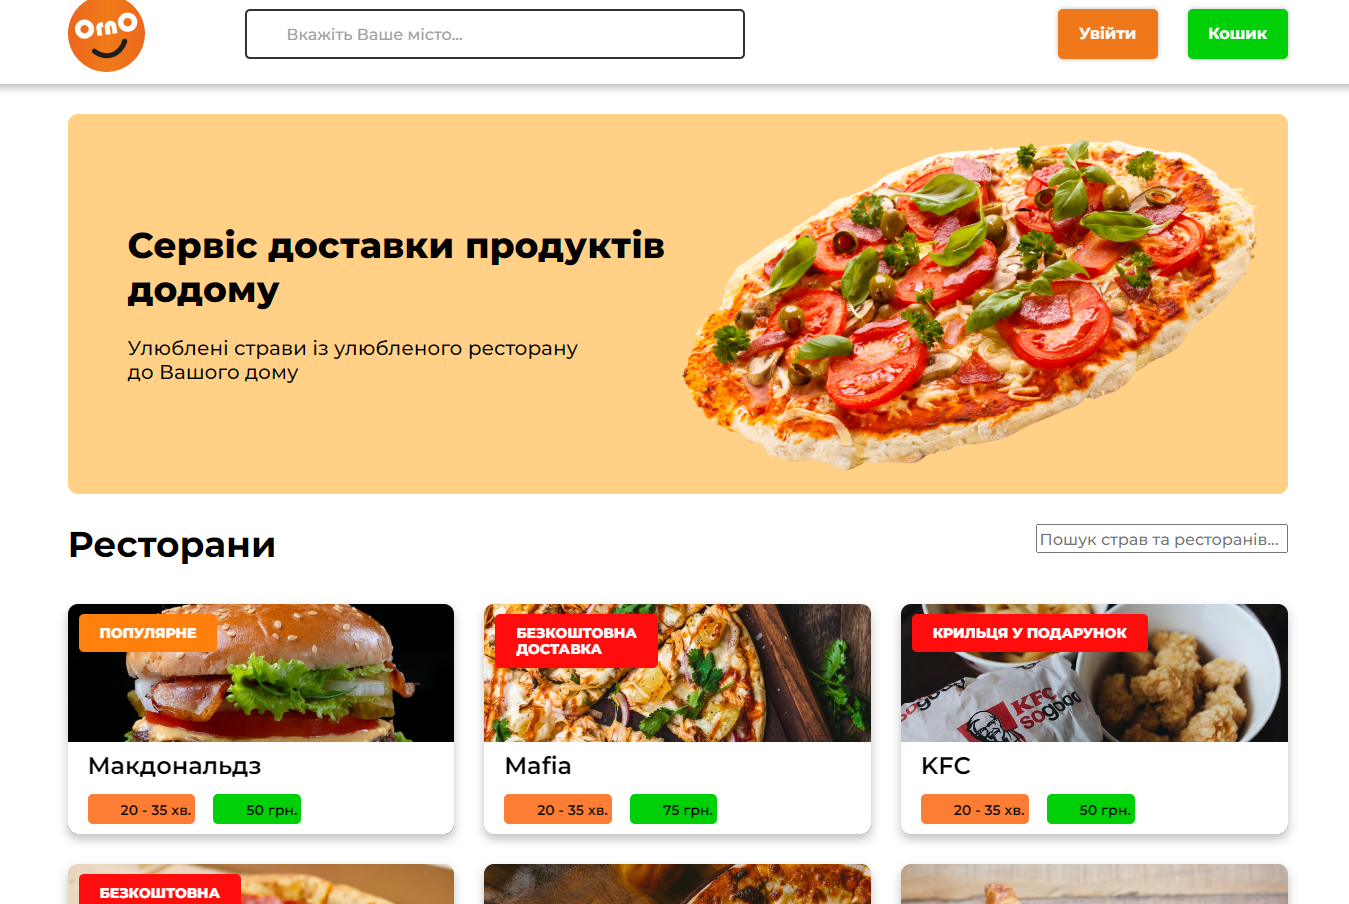 OrnO
Вкажіть Ваше місто...
Увійти
Кошик
Сервіс доставки продуктів
додому
Улюблені страви із улюбленого ресторану
до Вашого дому
Ресторани
Пошук страв та ресторанів...
ПОПУЛЯРНЕ
БЕЗКОШТОВНА
ДОСТАВКА
КРИЛЬЦЯ У ПОДАРУНОК
KFC
sogood
Макдональдз
Mafia
KFC
20 - 35 хв.
50 грн.
20 - 35 хв.
75 грн.
20 - 35 хв.
50 грн.
БЕЗКОШТОВНА